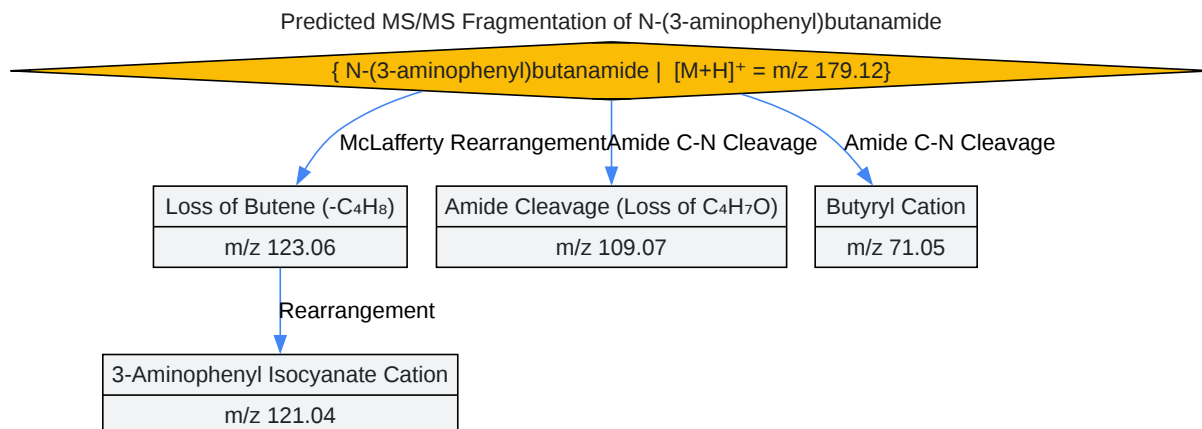 Predicted MS/MS Fragmentation of N-(3-aminophenyl)butanamide
{ N-(3-aminophenyl)butanamide | [M+H]⁺ = m/z 179.12}
McLafferty Rearrangement
Amide C-N Cleavage
Amide C-N Cleavage
Loss of Butene (-C₄H₈)
m/z 123.06
Amide Cleavage (Loss of C₄H₇O)
m/z 109.07
Butyryl Cation
m/z 71.05
Rearrangement
3-Aminophenyl Isocyanate Cation
m/z 121.04